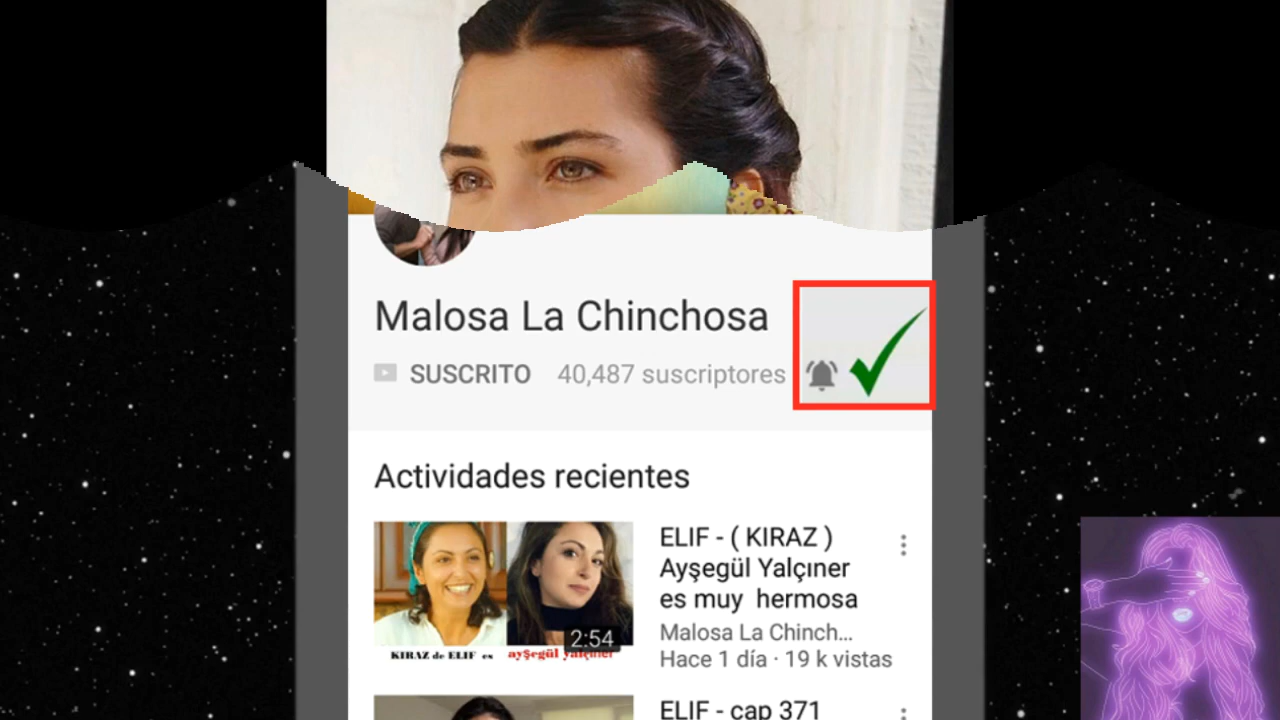 Malosa La Chinchosa
SUSCRITO 40,487 suscriptores
Actividades recientes
ELIF - ( KIRAZ )
Ayşegül Yalçıner
es muy hermosa
Malosa La Chinch...
Hace 1 día · 19 k vistas
2:54
KIRAZ de ELIF es ayşegül yalçıner
ELIF - cap 371